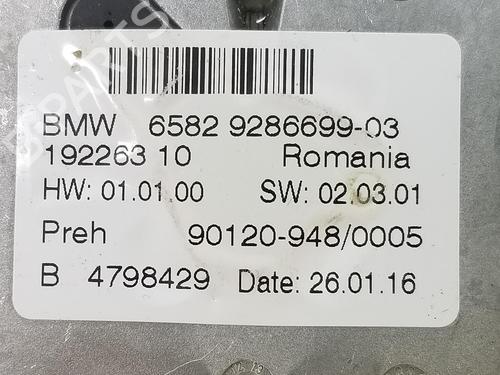 BMW 6582 9286699-03
192263 10 Romania
HW: 01.01.00 SW: 02.03.01
Preh 90120-948/0005
B 4798429 Date: 26.01.16